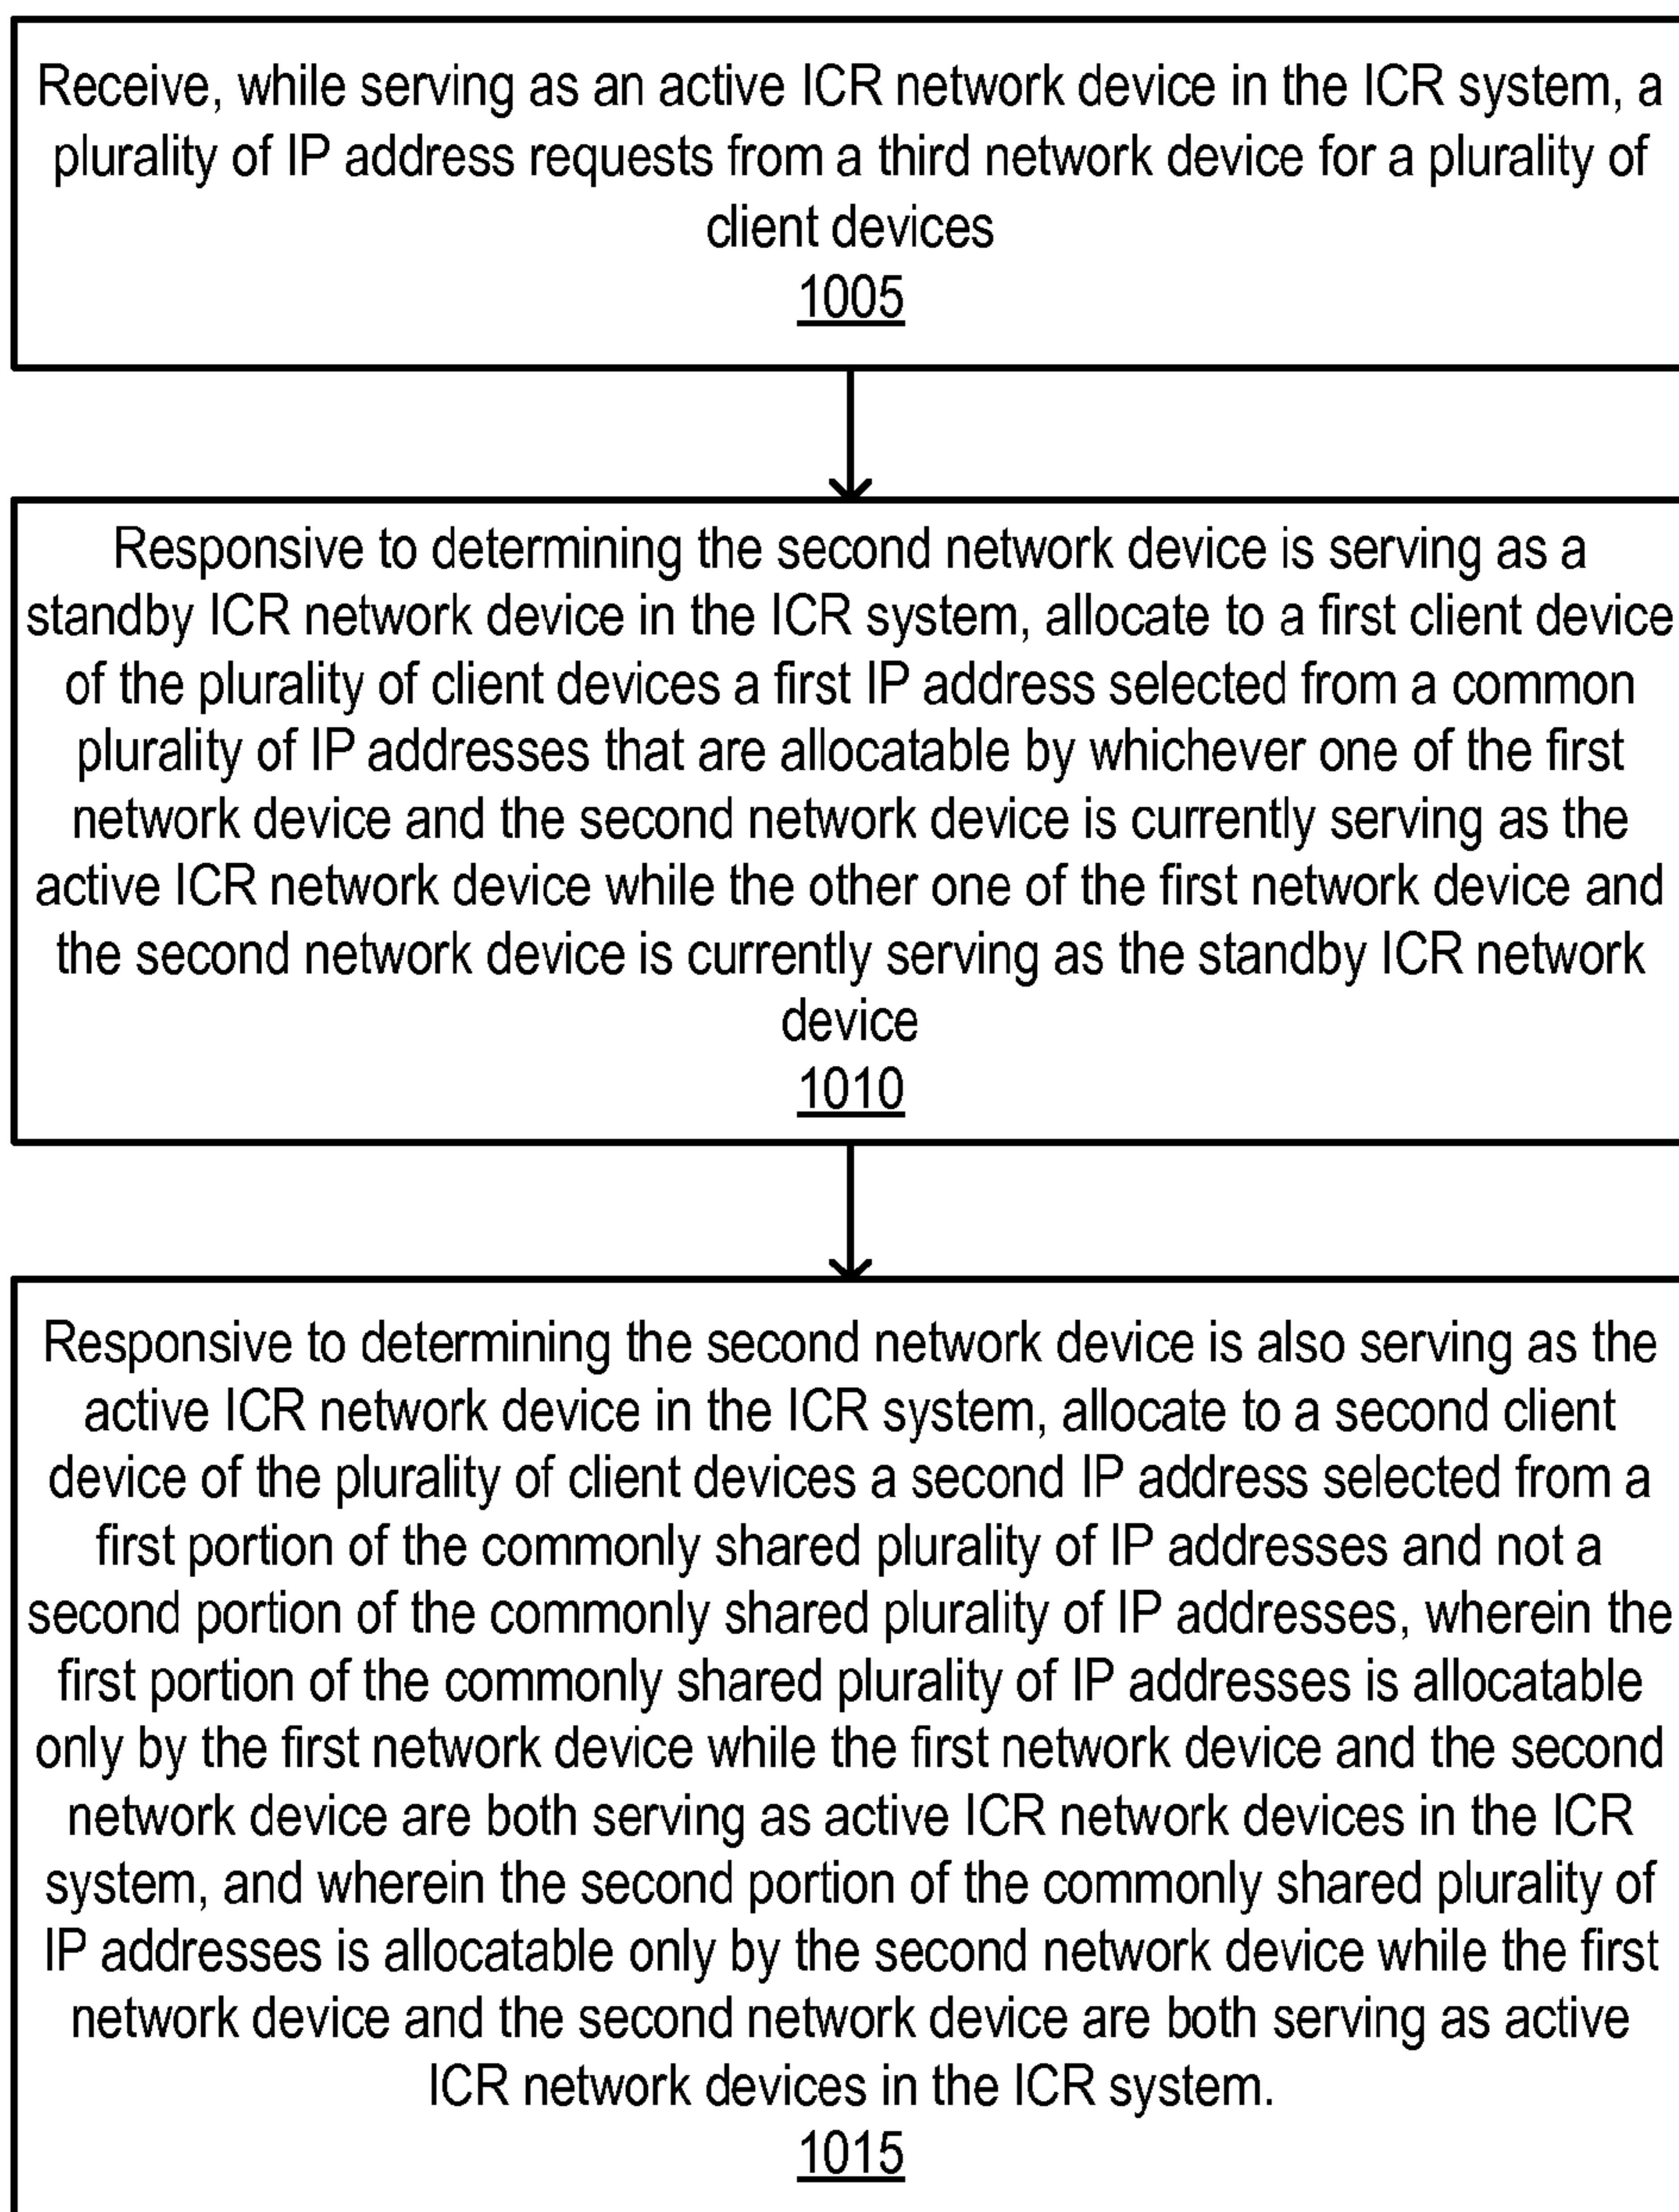 Receive, while serving as an active ICR network device in the ICR system, a
plurality of IP address requests from a third network device for a plurality of
client devices
1005
Responsive to determining the second network device is serving as a
standby ICR network device in the ICR system, allocate to a first client device
of the plurality of client devices a first IP address selected from a common
plurality of IP addresses that are allocatable by whichever one of the first
network device and the second network device is currently serving as the
active ICR network device while the other one of the first network device and
the second network device is currently serving as the standby ICR network
device
1010
Responsive to determining the second network device is also serving as the
active ICR network device in the ICR system, allocate to a second client
device of the plurality of client devices a second IP address selected from a
first portion of the commonly shared plurality of IP addresses and not a
second portion of the commonly shared plurality of IP addresses, wherein the
first portion of the commonly shared plurality of IP addresses is allocatable
only by the first network device while the first network device and the second
network device are both serving as active ICR network devices in the ICR
system, and wherein the second portion of the commonly shared plurality of
IP addresses is allocatable only by the second network device while the first
network device and the second network device are both serving as active
ICR network devices in the ICR system.
1015